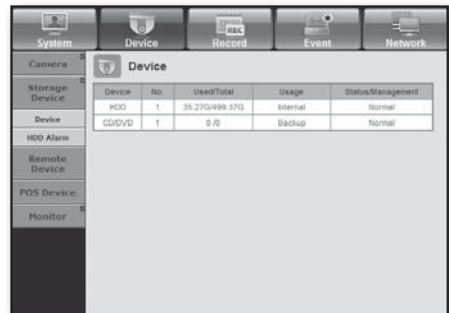 System Device Record Event Network
REC
Camera
Device
Storage
Device
Device
HDD Alarm
Remote
Device
POS Device
Monitor
Device No. Used/Total Usage Status/Management
HDD 1 35.27G/499.37G Internal Normal
CD/DVD 1 0 /0 Backup Normal